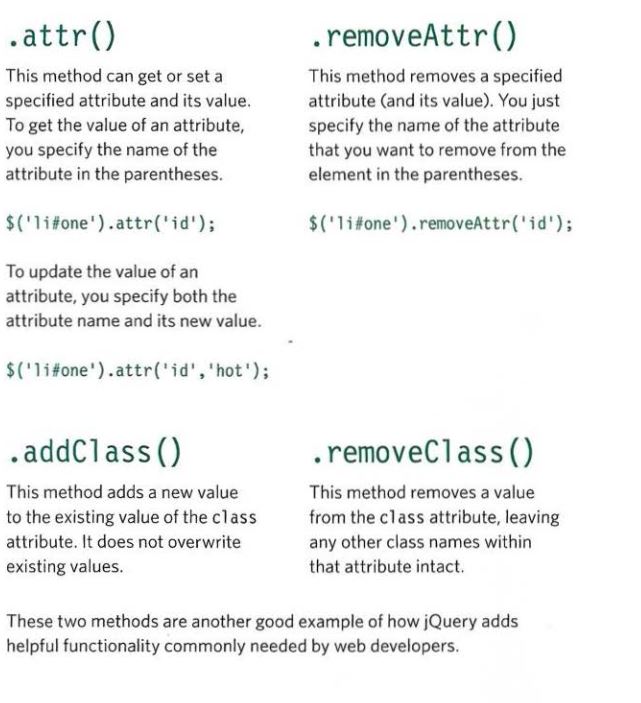 .attr()
This method can get or set a
specified attribute and its value.
To get the value of an attribute,
you specify the name of the
attribute in the parentheses.
$('li#one').attr('id');
To update the value of an
attribute, you specify both the
attribute name and its new value.
$('li#one').attr('id','hot');
.removeAttr()
This method removes a specified
attribute (and its value). You just
specify the name of the attribute
that you want to remove from the
element in the parentheses.
$('li#one').removeAttr('id');
.addClass()
This method adds a new value
to the existing value of the class
attribute. It does not overwrite
existing values.
.removeClass()
This method removes a value
from the class attribute, leaving
any other class names within
that attribute intact.
These two methods are another good example of how jQuery adds
helpful functionality commonly needed by web developers.